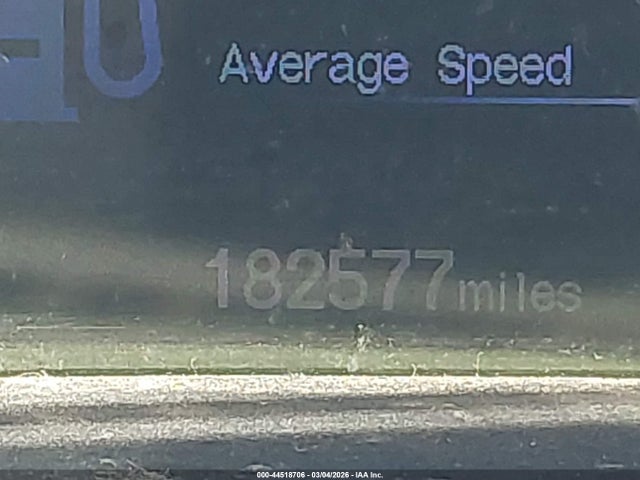 Average Speed
182577 miles
000-44518706 - 03/04/2026 - IAA Inc.